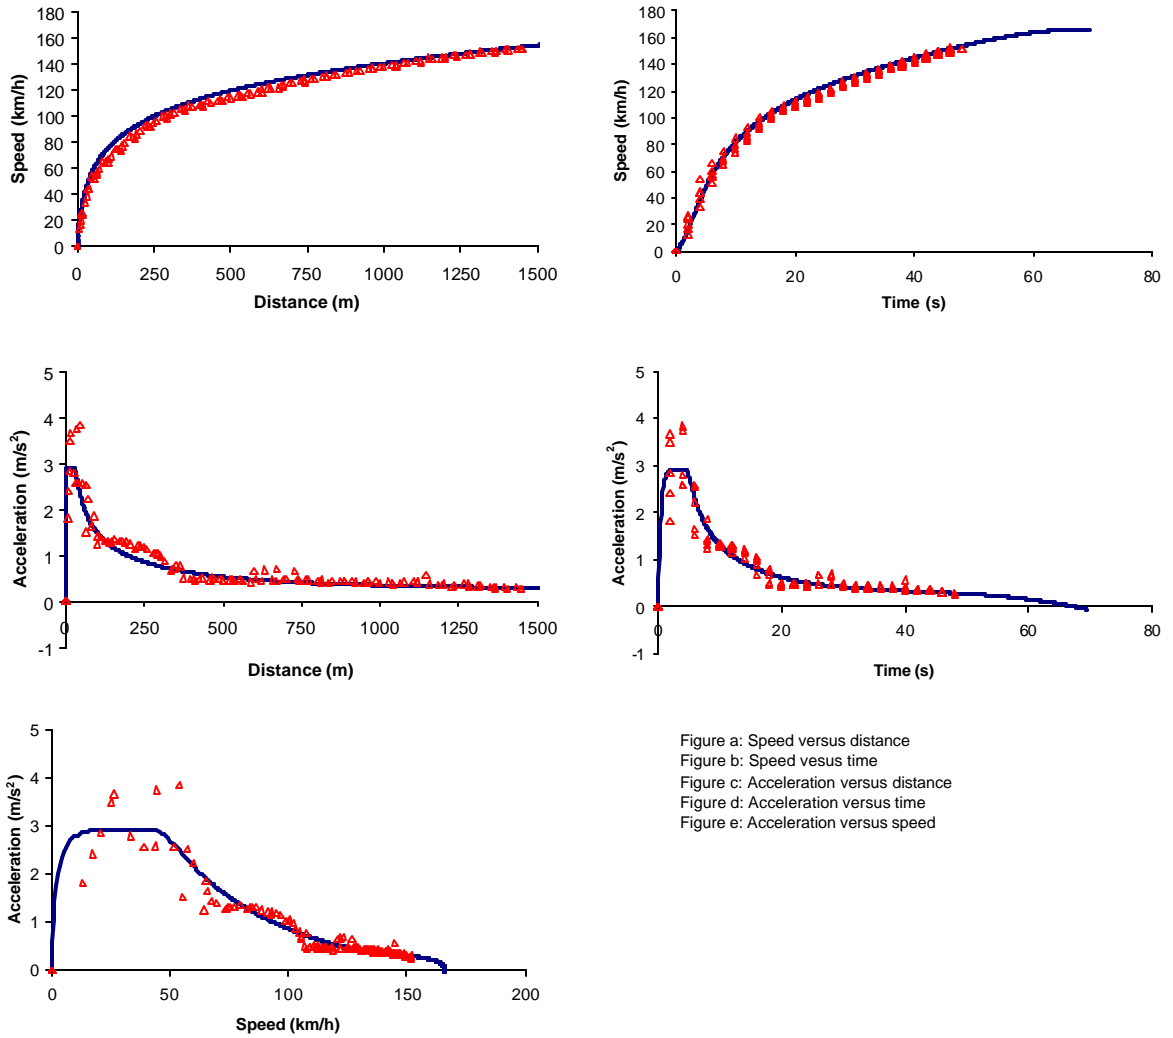 180
160
140
120
100
80
60
40
20
0
Speed (km/h)
0 250 500 750 1000 1250 1500
Distance (m)
180
160
140
120
100
80
60
40
20
0
Speed (km/h)
0 20 40 60 80
Time (s)
5
4
3
2
1
0
-1
Acceleration (m/s²)
0 250 500 750 1000 1250 1500
Distance (m)
5
4
3
2
1
0
-1
Acceleration (m/s²)
0 20 40 60 80
Time (s)
5
4
3
2
1
0
Acceleration (m/s²)
0 50 100 150 200
Speed (km/h)
Figure a: Speed versus distance
Figure b: Speed vesus time
Figure c: Acceleration versus distance
Figure d: Acceleration versus time
Figure e: Acceleration versus speed